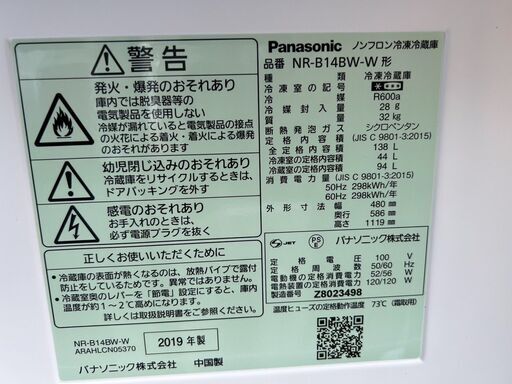 警告
発火・爆発のおそれあり
庫内では脱臭器等の
電気製品を使用しない
冷媒が漏れていると電気製品の接点
の火花による着火・着火による爆発
のおそれあり
幼児閉じ込みのおそれあり
冷蔵庫をリサイクルするときは、
ドアパッキングを外す
感電のおそれあり
お手入れのときは、
必ず電源プラグを抜く
正しくお使いいただくために
●冷蔵庫の表面が熱くなるのは、放熱パイプで露付
防止をしているためです。異常ではありません。
●冷蔵室奥のレバーを「節電」設定にすると、庫内
温度が約1~2℃高めになります。
詳しくは、取扱説明書をご参照ください。
NR-B14BW-W
ARAHLCN05370
2019年製
パナソニック株式会社 中国製
Panasonic ノンフロン冷凍冷蔵庫
品番 NR-B14BW-W 形
種類 冷凍冷蔵庫
冷凍室の記号
冷媒 R600a
冷媒封入量 28 g
質量 32 kg
断熱発泡ガス シクロペンタン
定格内容積 (JIS C 9801-3:2015)
全定格内容積 138 L
冷凍室の定格内容積 44 L
冷蔵室の定格内容積 94 L
消費電力量 (JIS C 9801-3:2015)
50Hz 298kWh/年
60Hz 298kWh/年
外形寸法 幅 480 mm
奥行 586 mm
高さ 1119 mm
JET PS E パナソニック株式会社
定格電圧 100 V
定格周波数 50/60 Hz
電動機の定格消費電力 52/56 W
電熱装置の定格消費電力 120/120 W
製造番号 Z8023498
温度ヒューズの定格動作温度 73℃ (霜取用)